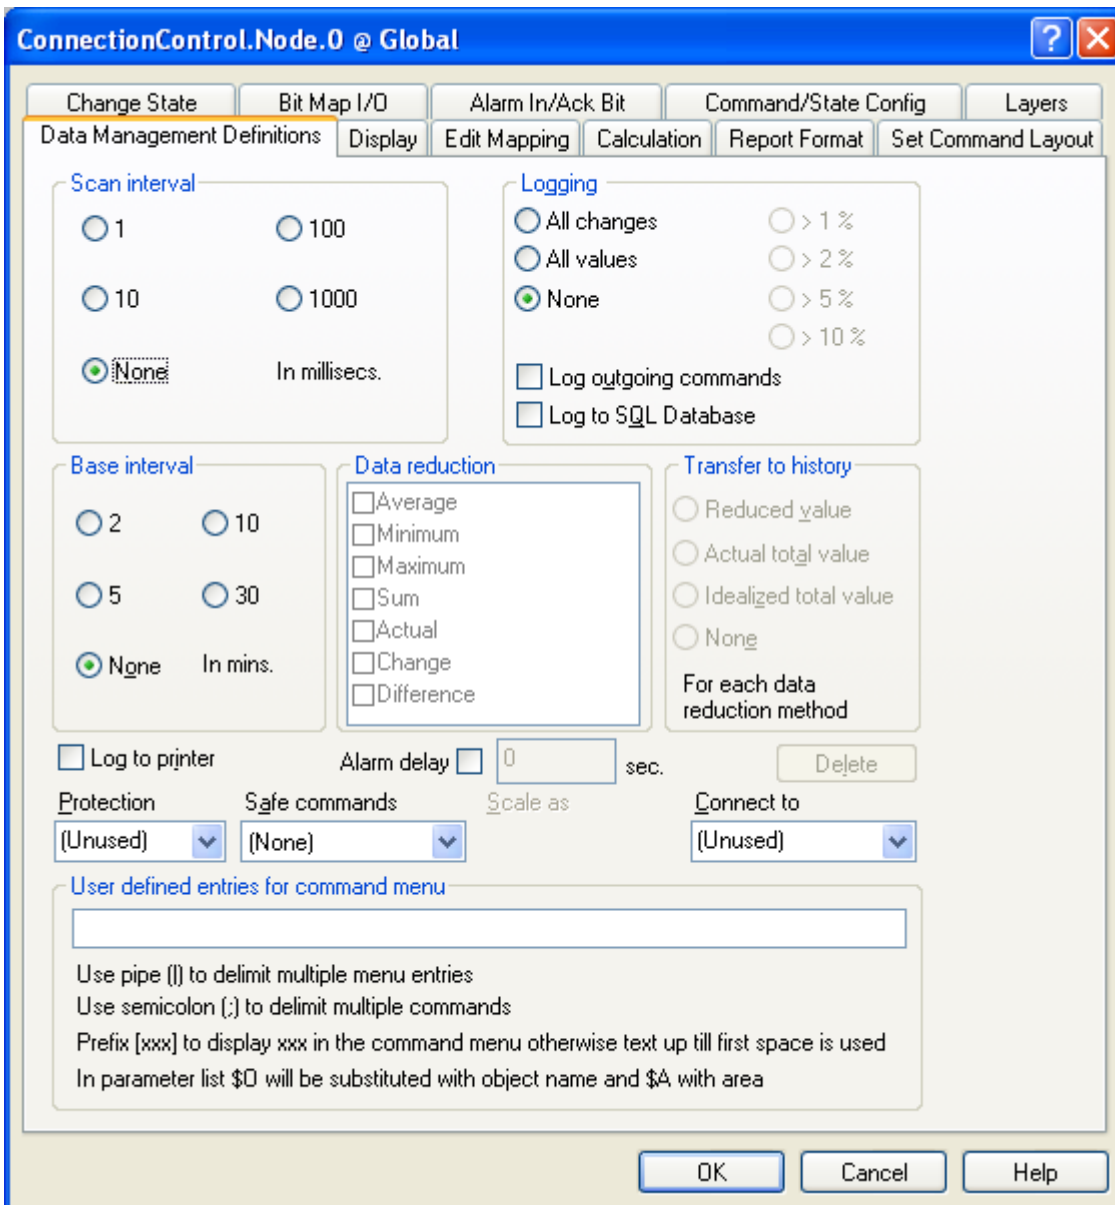 ConnectionControl.Node.0 @ Global
Change State Bit Map I/O Alarm In/Ack Bit Command/State Config Layers
Data Management Definitions Display Edit Mapping Calculation Report Format Set Command Layout
Scan interval
1 100
10 1000
None In millisecs.
Logging
All changes > 1 %
All values > 2 %
None > 5 %
> 10 %
Log outgoing commands
Log to SQL Database
Base interval
2 10
5 30
None In mins.
Data reduction
Average
Minimum
Maximum
Sum
Actual
Change
Difference
Transfer to history
Reduced value
Actual total value
Idealized total value
None
For each data
reduction method
Log to printer Alarm delay 0 sec. Delete
Protection Safe commands Scale as Connect to
(Unused) (None) (Unused)
User defined entries for command menu
Use pipe (|) to delimit multiple menu entries
Use semicolon (;) to delimit multiple commands
Prefix [xxx] to display xxx in the command menu otherwise text up till first space is used
In parameter list $O will be substituted with object name and $A with area
OK Cancel Help